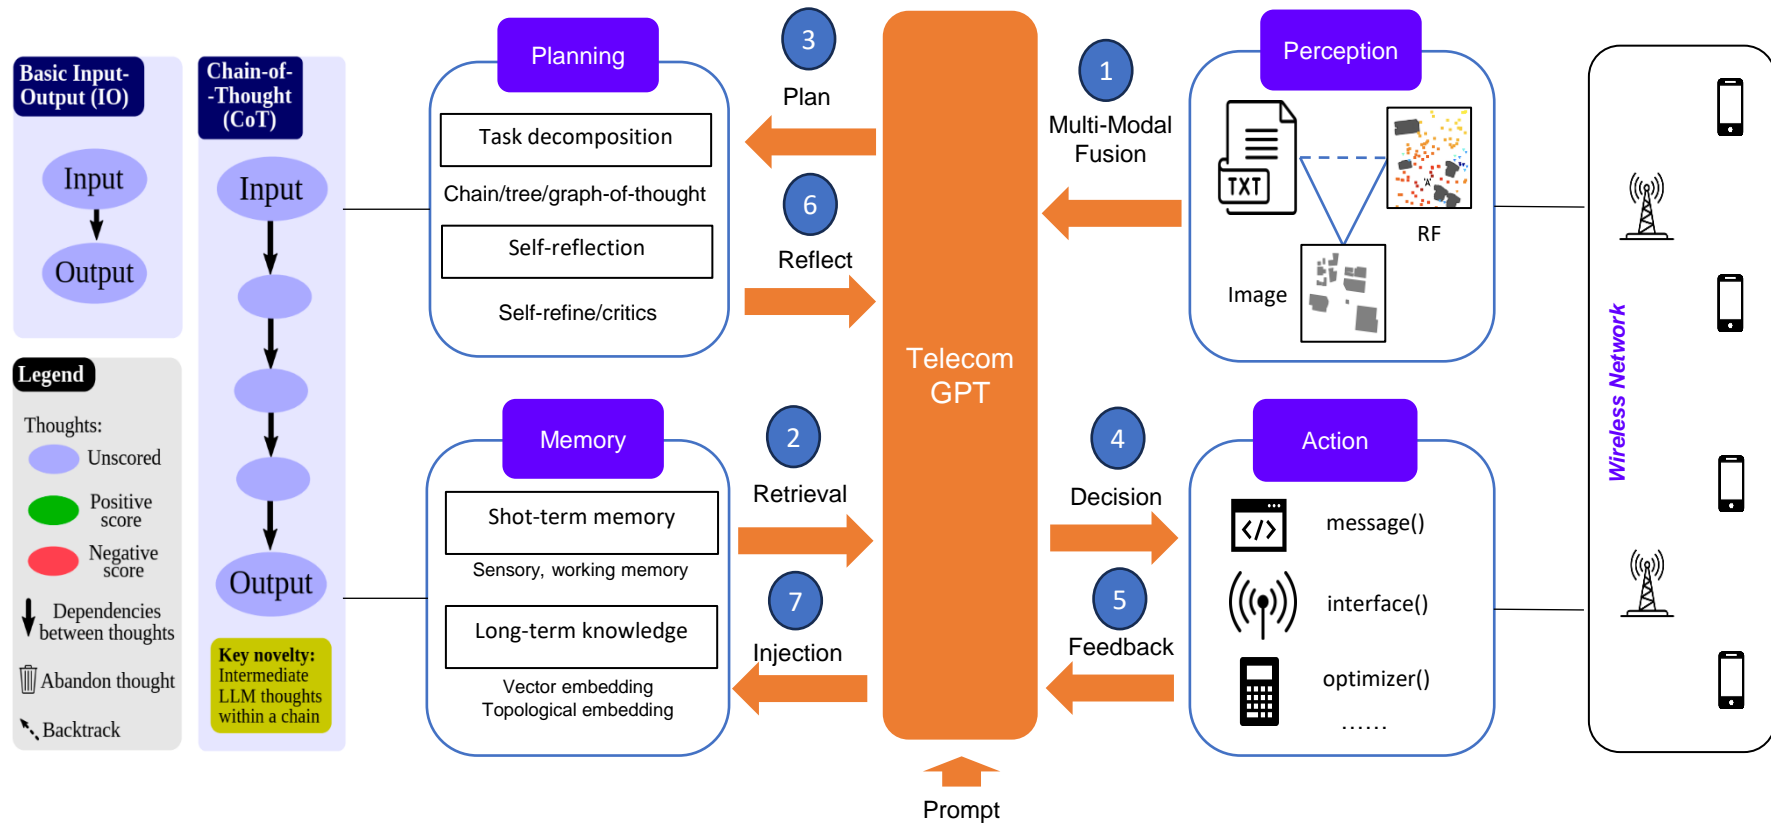 Basic Input-
Output (IO)
Input
Output
Legend
Thoughts:
Unscored
Positive
score
Negative
score
Dependencies
between thoughts
Abandon thought
Backtrack
Chain-of-
-Thought
(CoT)
Input
Output
Key novelty:
Intermediate
LLM thoughts
within a chain
Planning
Task decomposition
Chain/tree/graph-of-thought
Self-reflection
Self-refine/critics
Memory
Shot-term memory
Sensory, working memory
Long-term knowledge
Vector embedding
Topological embedding
3
Plan
6
Reflect
2
Retrieval
7
Injection
Telecom
GPT
Prompt
1
Multi-Modal
Fusion
4
Decision
5
Feedback
Perception
TXT
RF
Image
Action
</>
message()
interface()
optimizer()
......
Wireless Network